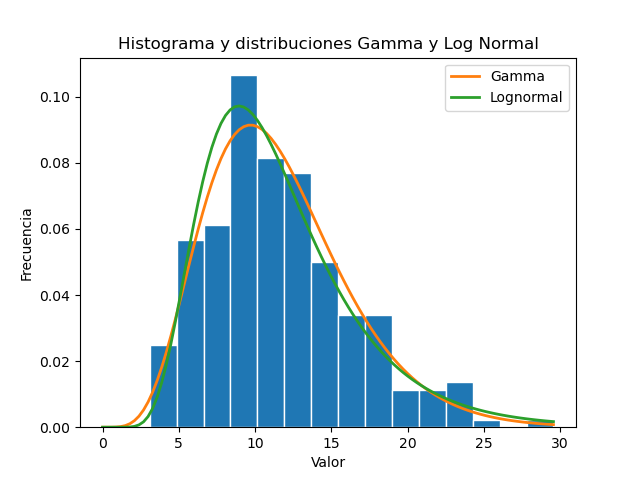 Histograma y distribuciones Gamma y Log Normal
Gamma
Lognormal
0.10
0.08
0.06
0.04
0.02
0.00
Frecuencia
0 5 10 15 20 25 30
Valor